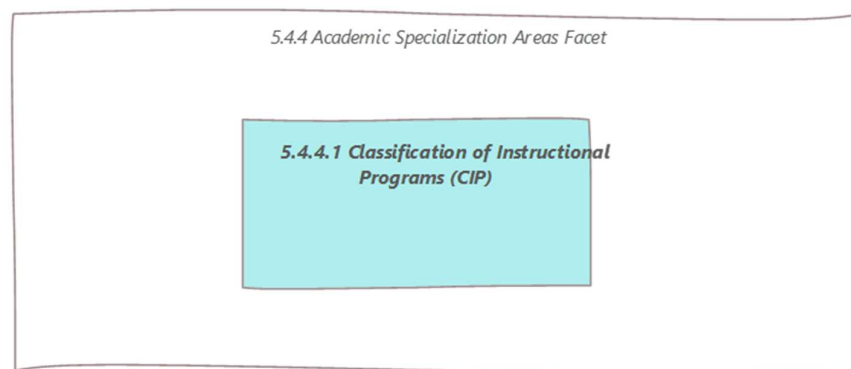 5.4.4 Academic Specialization Areas Facet
5.4.4.1 Classification of Instructional
Programs (CIP)